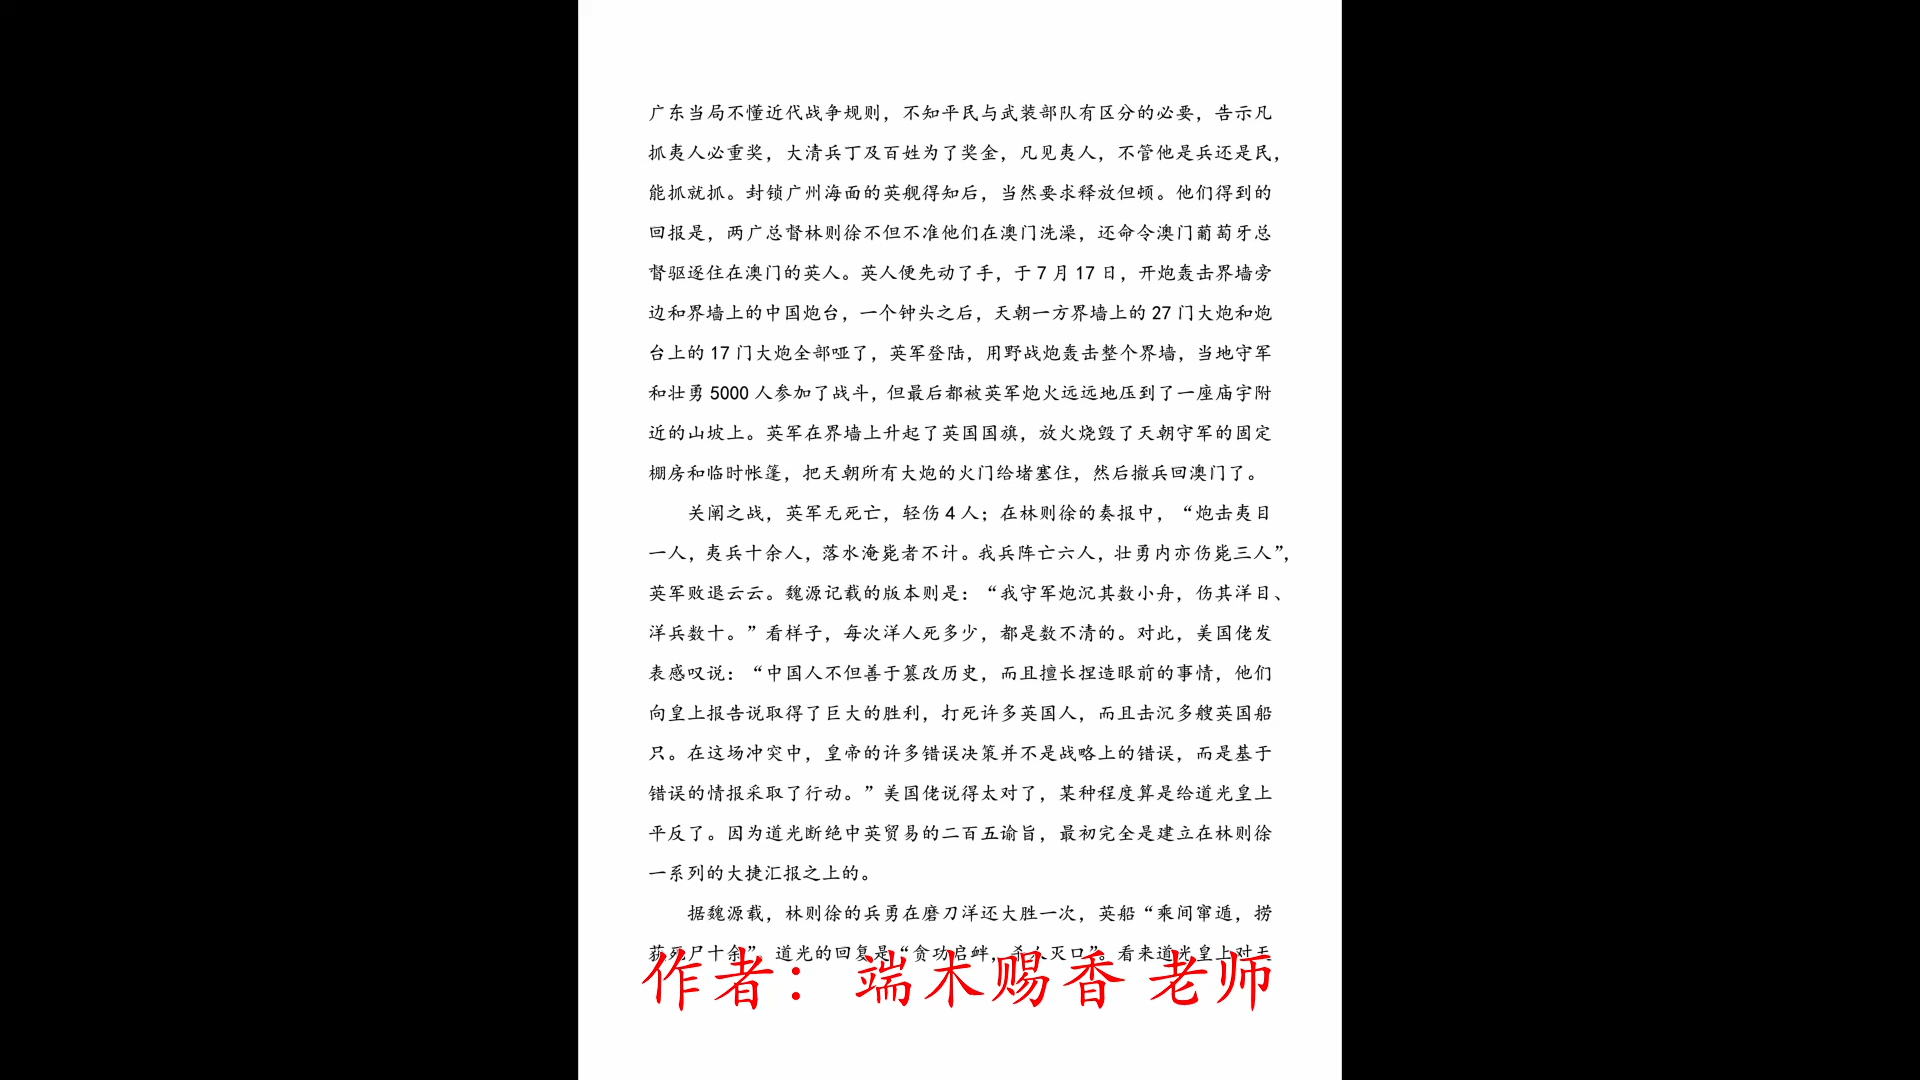 广东当局不懂近代战争规则，不知平民与武装部队有区分的必要，告示凡
抓夷人必重奖，大清兵丁及百姓为了奖金，凡见夷人，不管他是兵还是民，
能抓就抓。封锁广州海面的英舰得知后，当然要求释放但顿。他们得到的
回报是，两广总督林则徐不但不准他们在澳门洗澡，还命令澳门葡萄牙总
督驱逐住在澳门的英人。英人便先动了手，于7月17日，开炮轰击界墙旁
边和界墙上的中国炮台，一个钟头之后，天朝一方界墙上的27门大炮和炮
台上的17门大炮全部哑了，英军登陆，用野战炮轰击整个界墙，当地守军
和壮勇5000人参加了战斗，但最后都被英军炮火远远地压到了一座庙宇附
近的山坡上。英军在界墙上升起了英国国旗，放火烧毁了天朝守军的固定
棚房和临时帐篷，把天朝所有大炮的火门给堵塞住，然后撤兵回澳门了。
关闸之战，英军无死亡，轻伤4人；在林则徐的奏报中，“炮击夷目
一人，夷兵十余人，落水淹毙者不计。我兵阵亡六人，壮勇内亦伤毙三人”，
英军败退云云。魏源记载的版本则是：“我守军炮沉其数小舟，伤其洋目、
洋兵数十。”看样子，每次洋人死多少，都是数不清的。对此，美国佬发
表感叹说：“中国人不但善于篡改历史，而且擅长捏造眼前的事情，他们
向皇上报告说取得了巨大的胜利，打死许多英国人，而且击沉多艘英国船
只。在这场冲突中，皇帝的许多错误决策并不是战略上的错误，而是基于
错误的情报采取了行动。”美国佬说得太对了，某种程度算是给道光皇上
平反了。因为道光断绝中英贸易的二百五谕旨，最初完全是建立在林则徐
一系列的大捷汇报之上的。
据魏源载，林则徐的兵勇在磨刀洋还大胜一次，英船“乘间窜遁，捞
获死尸十余”，道光的回复是“贪功启衅，杀人灭口”。看来道光皇上对王
作者：端木赐香 老师